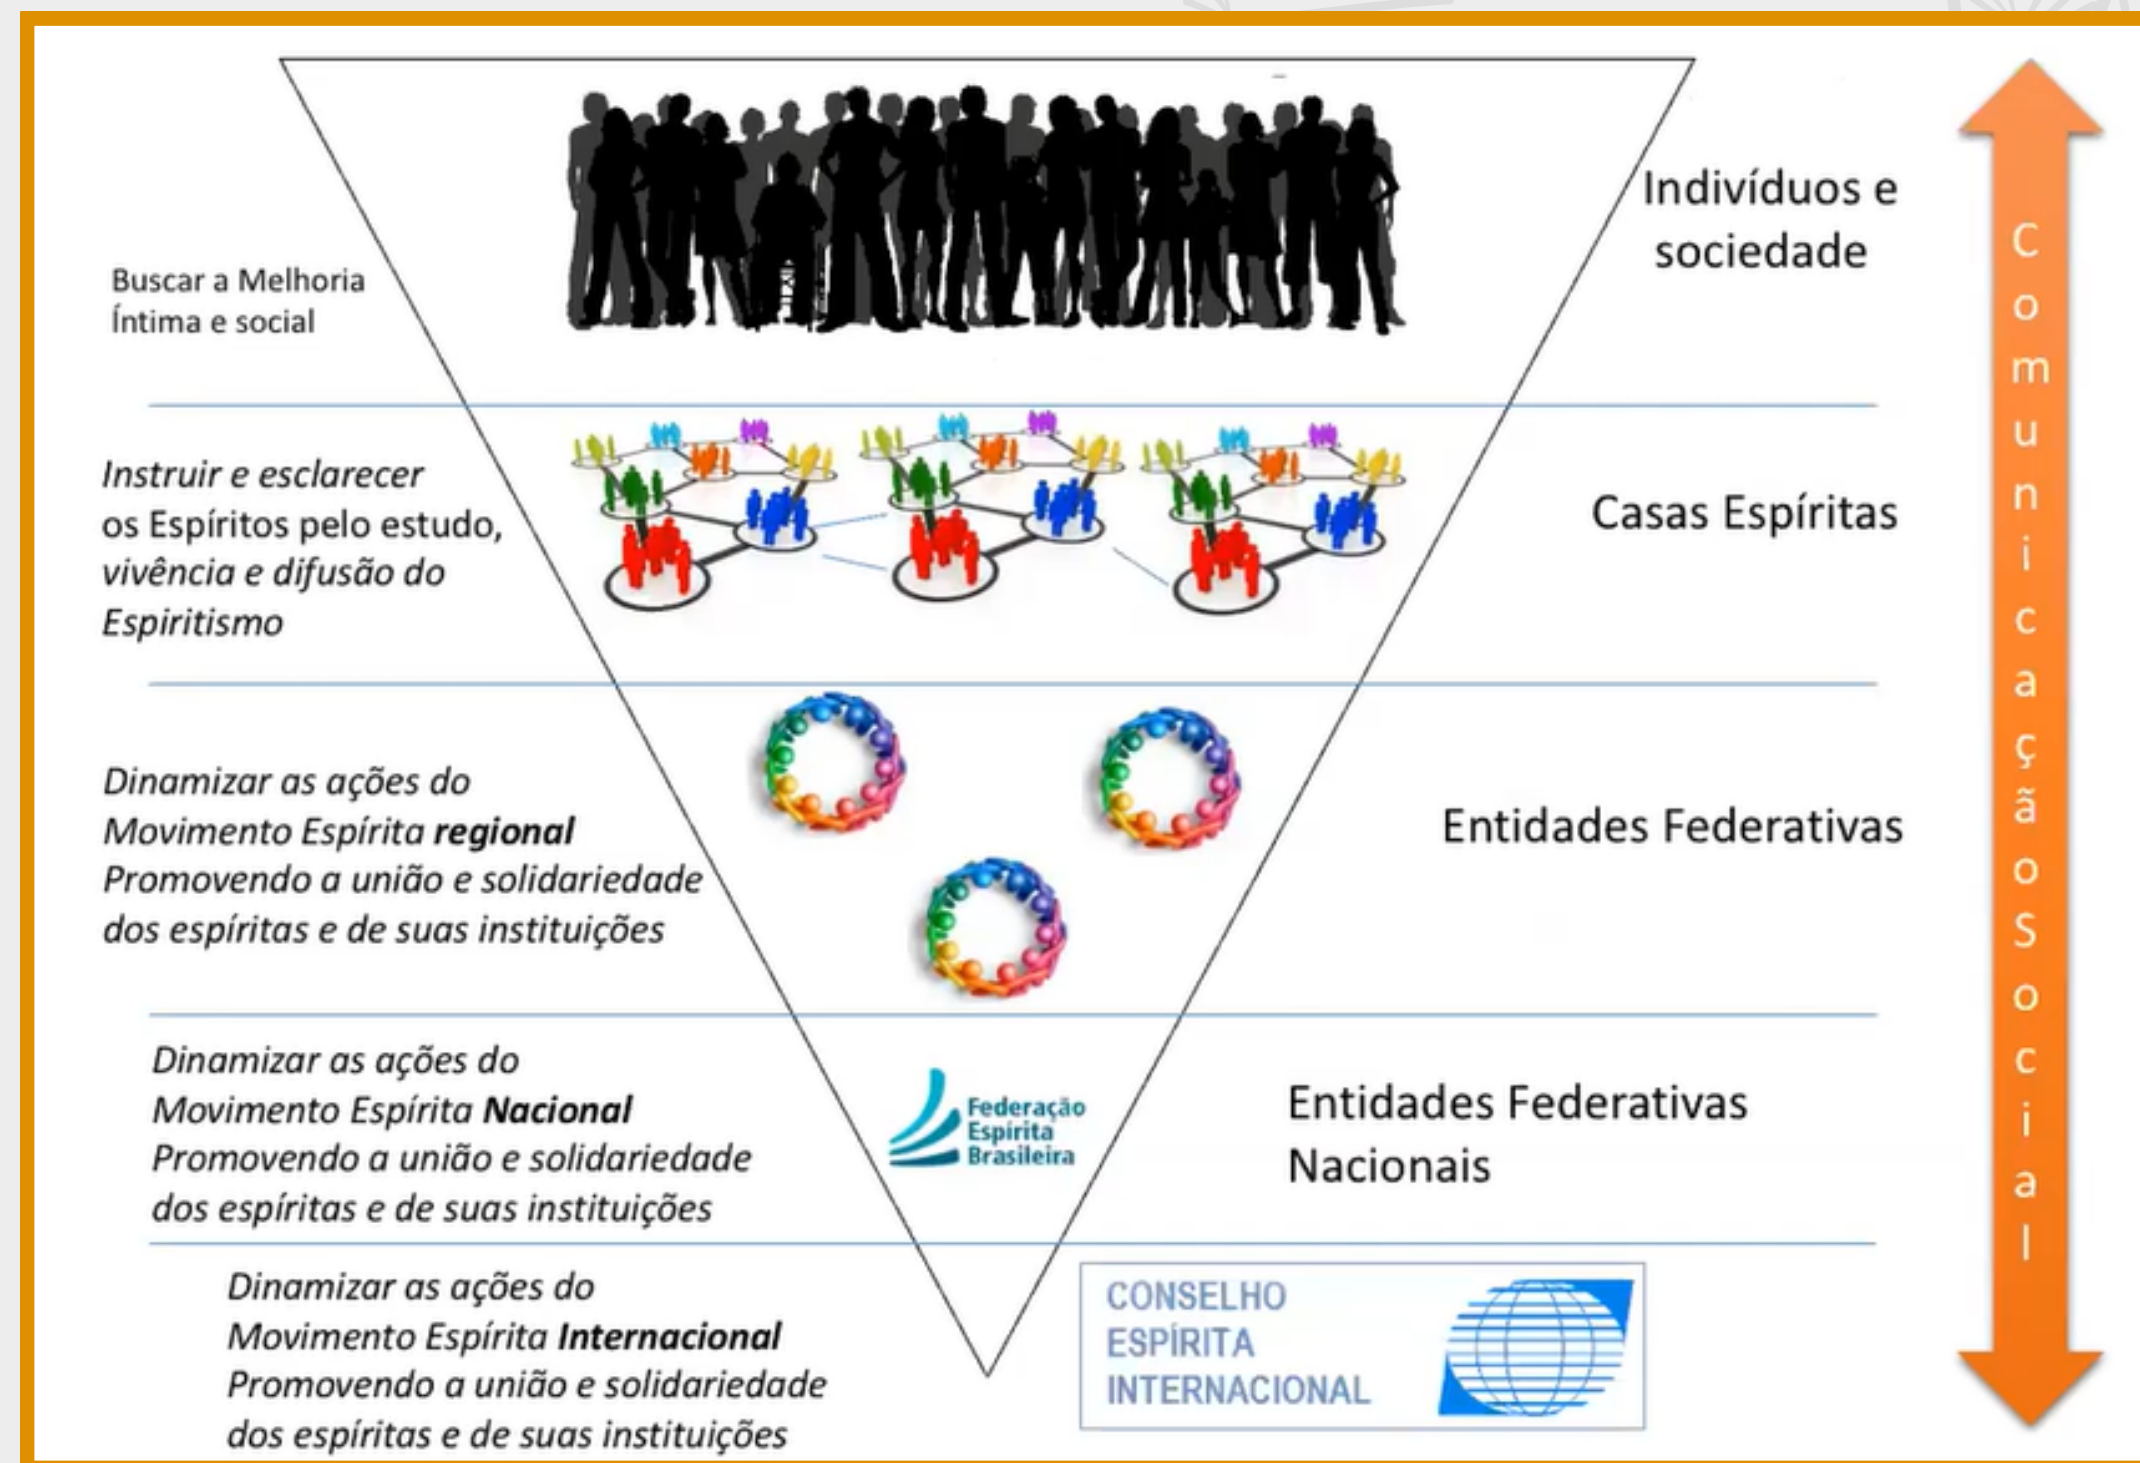 Indivíduos e
sociedade
Buscar a Melhoria
Íntima e social
Instruir e esclarecer
os Espíritos pelo estudo,
vivência e difusão do
Espiritismo
Casas Espíritas
Dinamizar as ações do
Movimento Espírita regional
Promovendo a união e solidariedade
dos espíritas e de suas instituições
Entidades Federativas
Dinamizar as ações do
Movimento Espírita Nacional
Promovendo a união e solidariedade
dos espíritas e de suas instituições
Federação
Espírita
Brasileira
Entidades Federativas
Nacionais
Dinamizar as ações do
Movimento Espírita Internacional
Promovendo a união e solidariedade
dos espíritas e de suas instituições
CONSELHO
ESPÍRITA
INTERNACIONAL
Comunicação Social